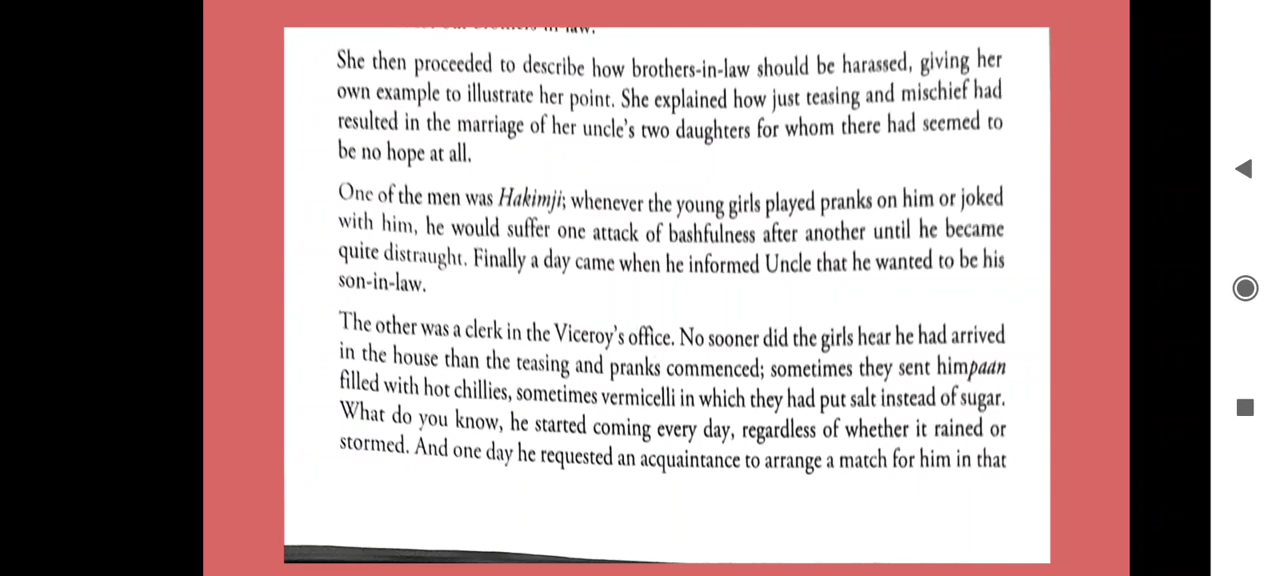 in law.
She then proceeded to describe how brothers-in-law should be harassed, giving her
own example to illustrate her point. She explained how just teasing and mischief had
resulted in the marriage of her uncle's two daughters for whom there had seemed to
be no hope at all.
One of the men was Hakimji; whenever the young girls played pranks on him or joked
with him, he would suffer one attack of bashfulness after another until he became
quite distraught. Finally a day came when he informed Uncle that he wanted to be his
son-in-law.
The other was a clerk in the Viceroy's office. No sooner did the girls hear he had arrived
in the house than the teasing and pranks commenced; sometimes they sent himpaan
filled with hot chillies, sometimes vermicelli in which they had put salt instead of sugar.
What do you know, he started coming every day, regardless of whether it rained or
stormed. And one day he requested an acquaintance to arrange a match for him in that